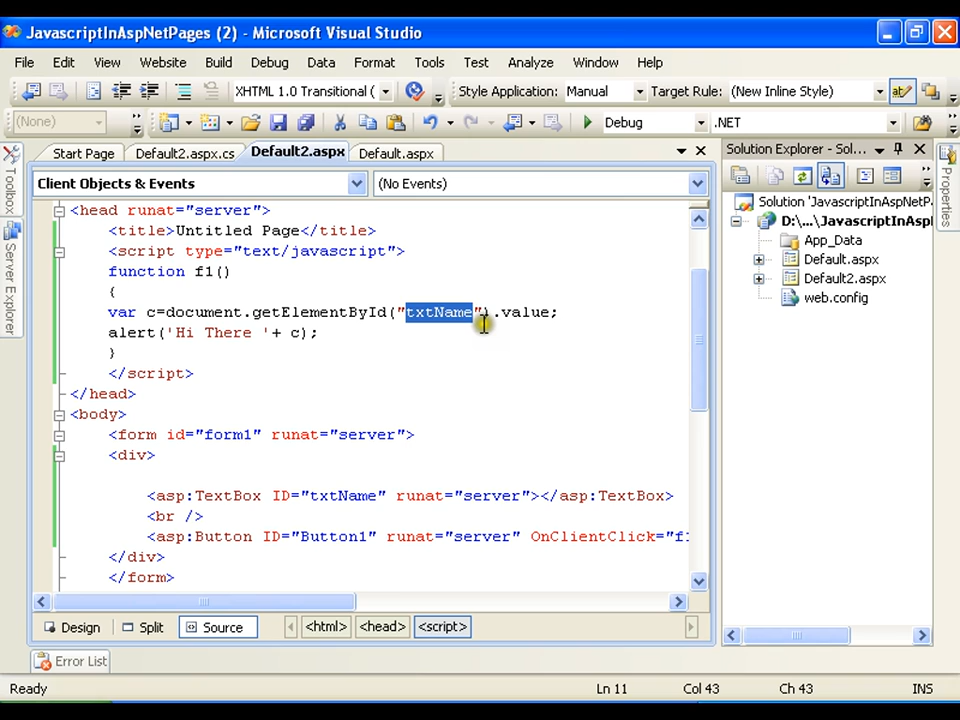 JavascriptInAspNetPages (2) - Microsoft Visual Studio
File Edit View Website Build Debug Data Format Tools Test Analyze Window Help
XHTML 1.0 Transitional ( Style Application: Manual Target Rule: (New Inline Style)
(None) Debug .NET
Start Page Default2.aspx.cs Default2.aspx Default.aspx
Client Objects & Events (No Events)
<head runat="server">
<title>Untitled Page</title>
<script type="text/javascript">
function f1()
{
var c=document.getElementById("txtName").value;
alert('Hi There '+ c);
}
</script>
</head>
<body>
<form id="form1" runat="server">
<div>
<asp:TextBox ID="txtName" runat="server"></asp:TextBox>
<br />
<asp:Button ID="Button1" runat="server" OnClientClick="f1
</div>
</form>
Design Split Source <html> <head> <script>
Error List
Ready Ln 11 Col 43 Ch 43 INS
Toolbox
Server Explorer
Solution Explorer - Sol...
Solution 'JavascriptInAspNetPa
D:\...\JavascriptInAsp
App_Data
Default.aspx
Default2.aspx
web.config
Properties